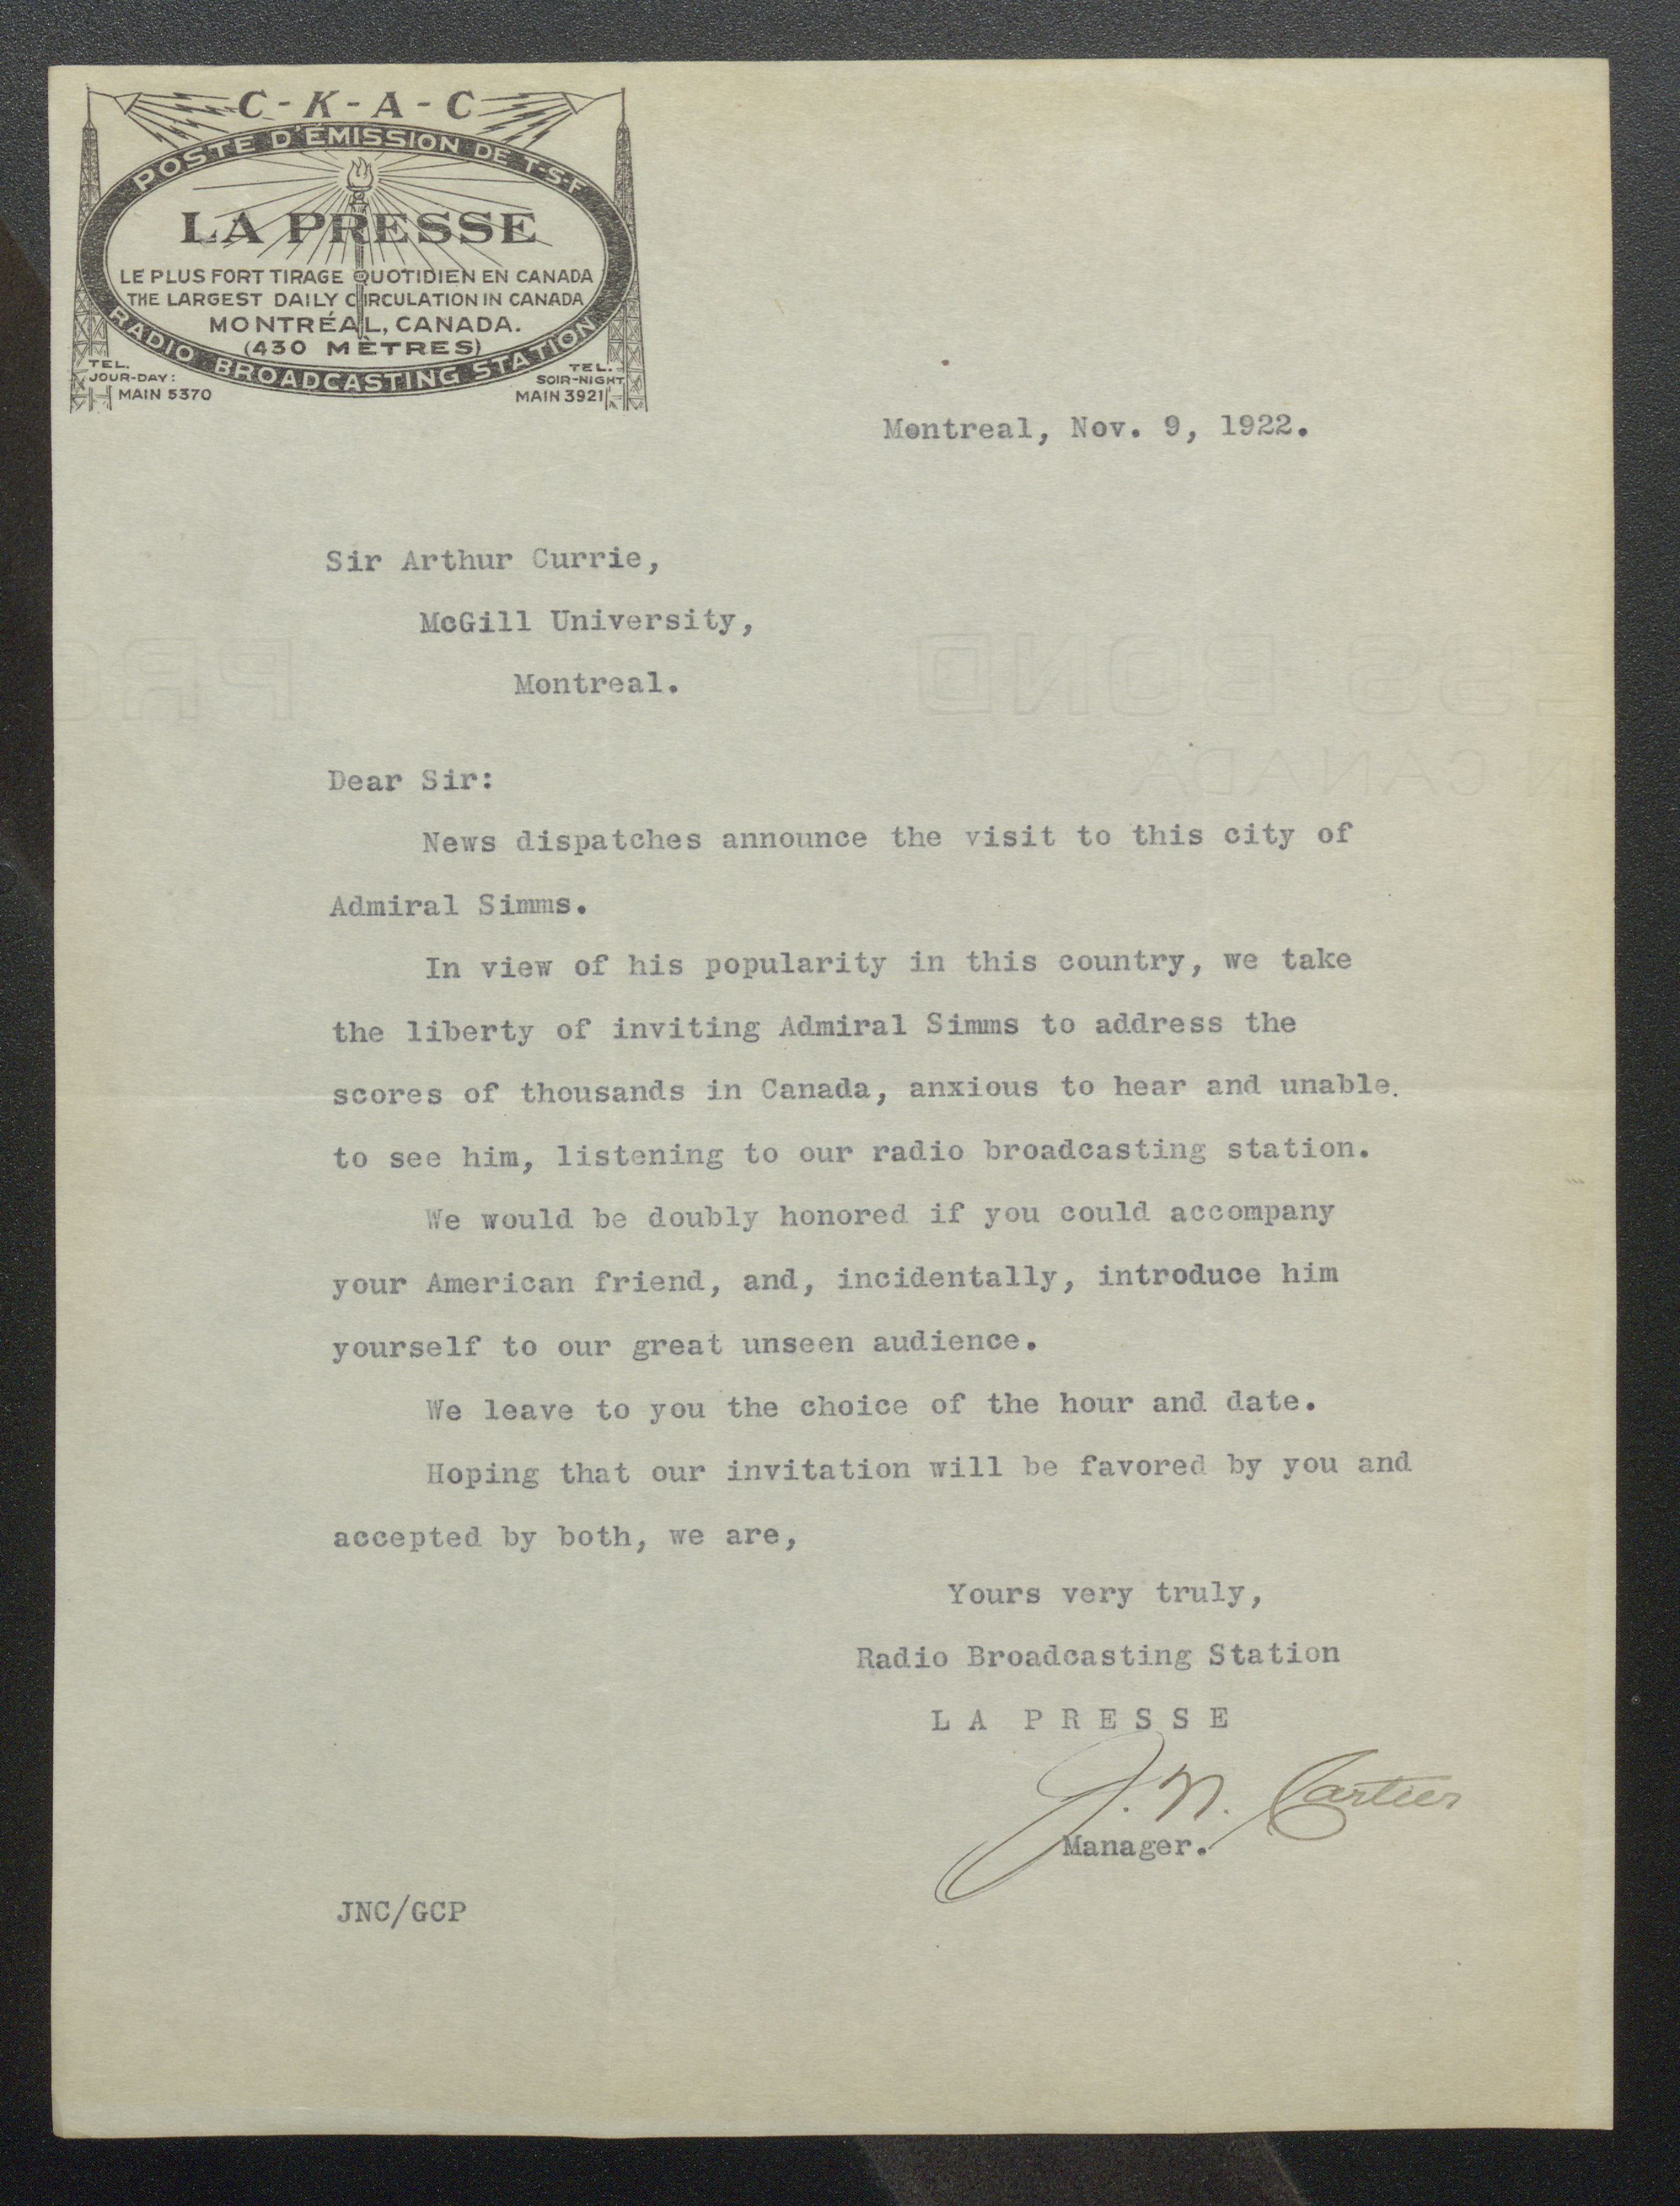 C-K-A-C
POSTE D'ÉMISSION DE T-S-F
LA PRESSE
LE PLUS FORT TIRAGE QUOTIDIEN EN CANADA
THE LARGEST DAILY CIRCULATION IN CANADA
MONTRÉAL, CANADA.
(430 MÈTRES)
RADIO BROADCASTING STATION
TEL.
JOUR-DAY:
MAIN 5370
TEL.
SOIR-NIGHT
MAIN 3921
Montreal, Nov. 9, 1922.
Sir Arthur Currie,
McGill University,
Montreal.
Dear Sir:
News dispatches announce the visit to this city of
Admiral Simms.
In view of his popularity in this country, we take
the liberty of inviting Admiral Simms to address the
scores of thousands in Canada, anxious to hear and unable.
to see him, listening to our radio broadcasting station.
We would be doubly honored if you could accompany
your American friend, and, incidentally, introduce him
yourself to our great unseen audience.
We leave to you the choice of the hour and date.
Hoping that our invitation will be favored by you and
accepted by both, we are,
Yours very truly,
Radio Broadcasting Station
L A  P R E S S E
J. N. Cartier
Manager.
JNC/GCP
BOND
CANADA